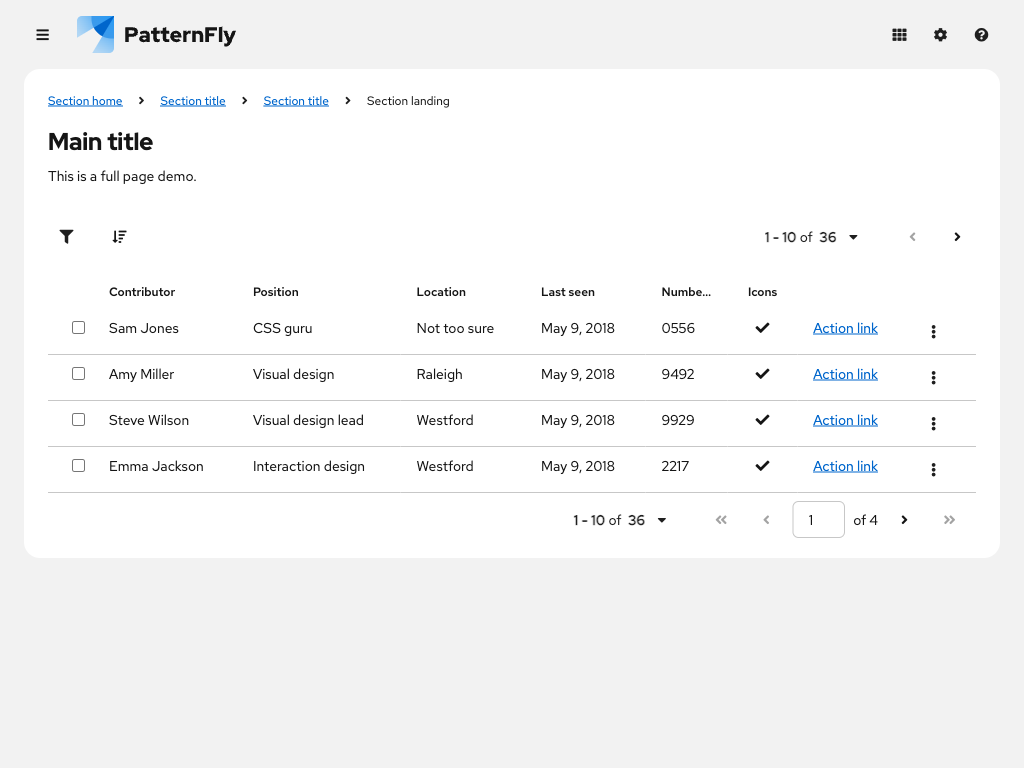 PatternFly
Section home Section title Section title Section landing
Main title
This is a full page demo.
1 - 10 of 36
Contributor Position Location Last seen Numbe... Icons
Sam Jones CSS guru Not too sure May 9, 2018 0556 Action link
Amy Miller Visual design Raleigh May 9, 2018 9492 Action link
Steve Wilson Visual design lead Westford May 9, 2018 9929 Action link
Emma Jackson Interaction design Westford May 9, 2018 2217 Action link
1 - 10 of 36 1 of 4